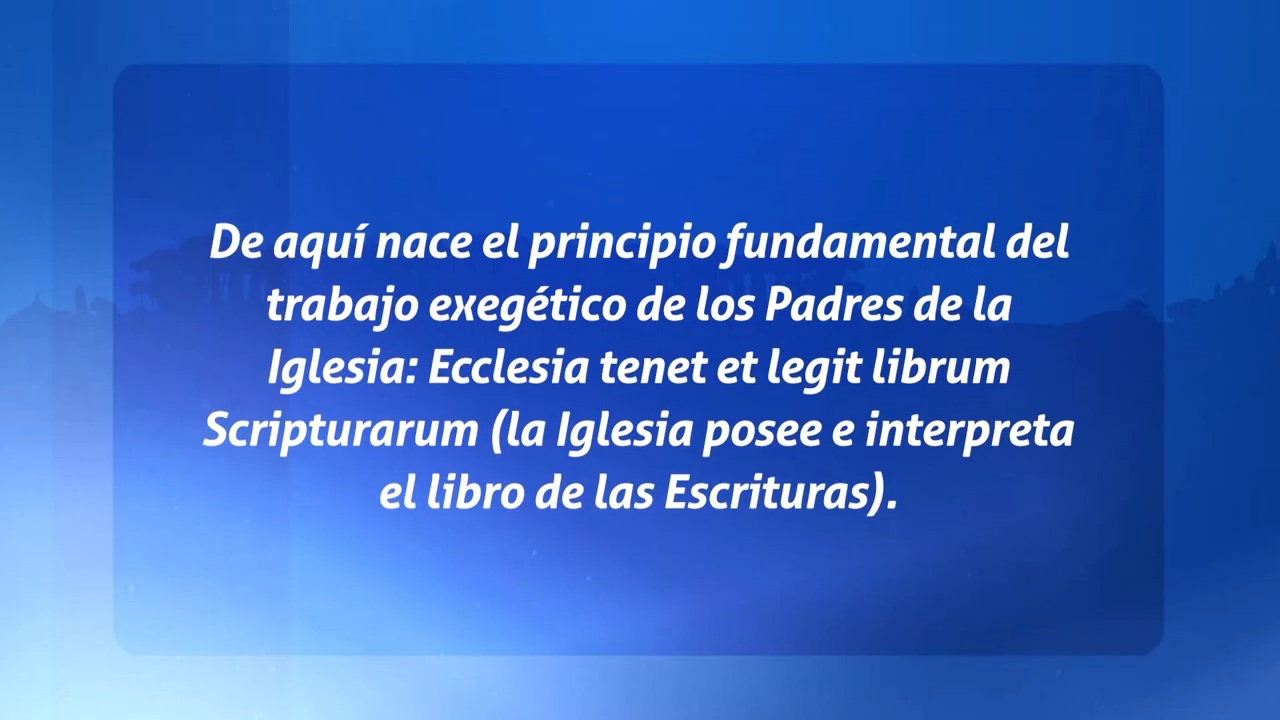 De aquí nace el principio fundamental del
trabajo exegético de los Padres de la
Iglesia: Ecclesia tenet et legit librum
Scripturarum (la Iglesia posee e interpreta
el libro de las Escrituras).